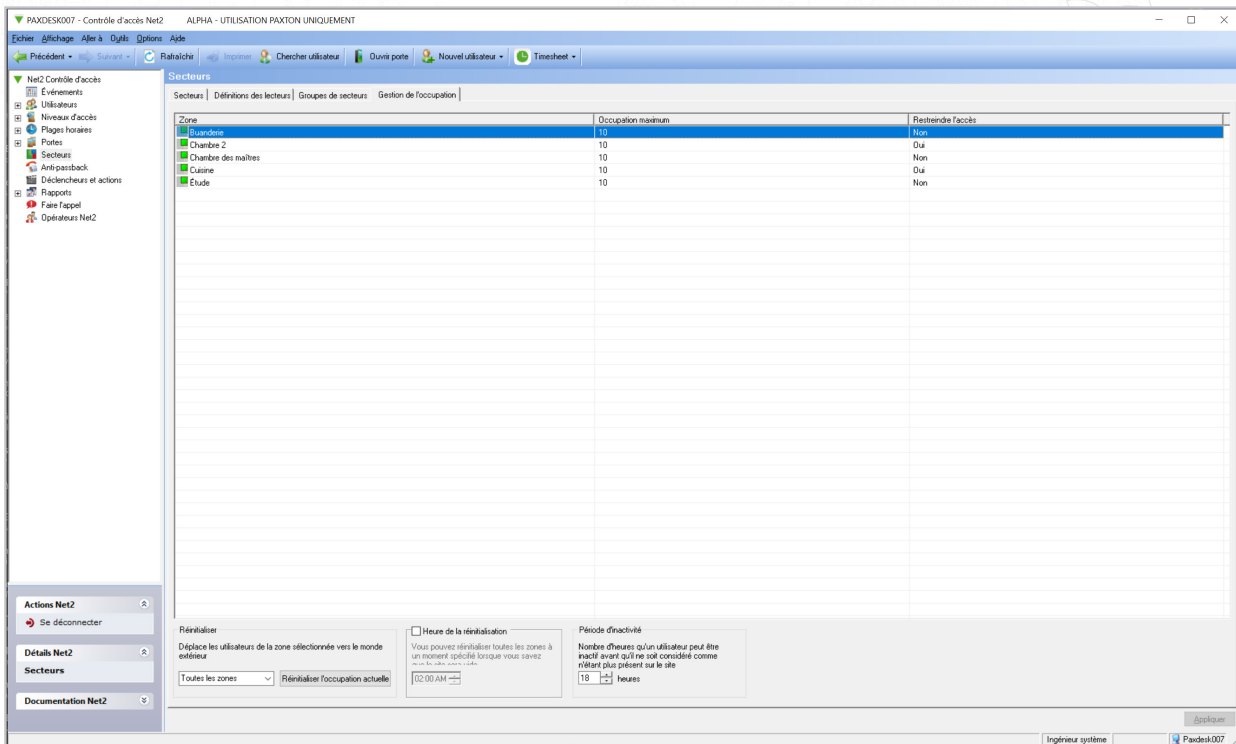 PAXDESK007 - Contrôle d'accès Net2 ALPHA - UTILISATION PAXTON UNIQUEMENT
Fichier Affichage Aller à Outils Options Aide
Précédent Suivant Rafraîchir Imprimer Chercher utilisateur Ouvrir porte Nouvel utilisateur Timesheet
Net2 Contrôle d'accès
Événements
Utilisateurs
Niveaux d'accès
Plages horaires
Portes
Secteurs
Anti-passback
Déclencheurs et actions
Rapports
Faire l'appel
Opérateurs Net2
Actions Net2
Se déconnecter
Détails Net2
Secteurs
Documentation Net2
Secteurs
Secteurs Définitions des lecteurs Groupes de secteurs Gestion de l'occupation
Zone Occupation maximum Restreindre l'accès
Buanderie 10 Non
Chambre 2 10 Oui
Chambre des maîtres 10 Non
Cuisine 10 Oui
Étude 10 Non
Réinitialiser
Déplace les utilisateurs de la zone sélectionnée vers le monde
extérieur
Toutes les zones Réinitialiser l'occupation actuelle
Heure de la réinitialisation
Vous pouvez réinitialiser toutes les zones à
un moment spécifié lorsque vous savez
que le site sera vide
02:00 AM
Période d'inactivité
Nombre d'heures qu'un utilisateur peut être
inactif avant qu'il ne soit considéré comme
n'étant plus présent sur le site
18 heures
Appliquer
Ingénieur système Paxdesk007